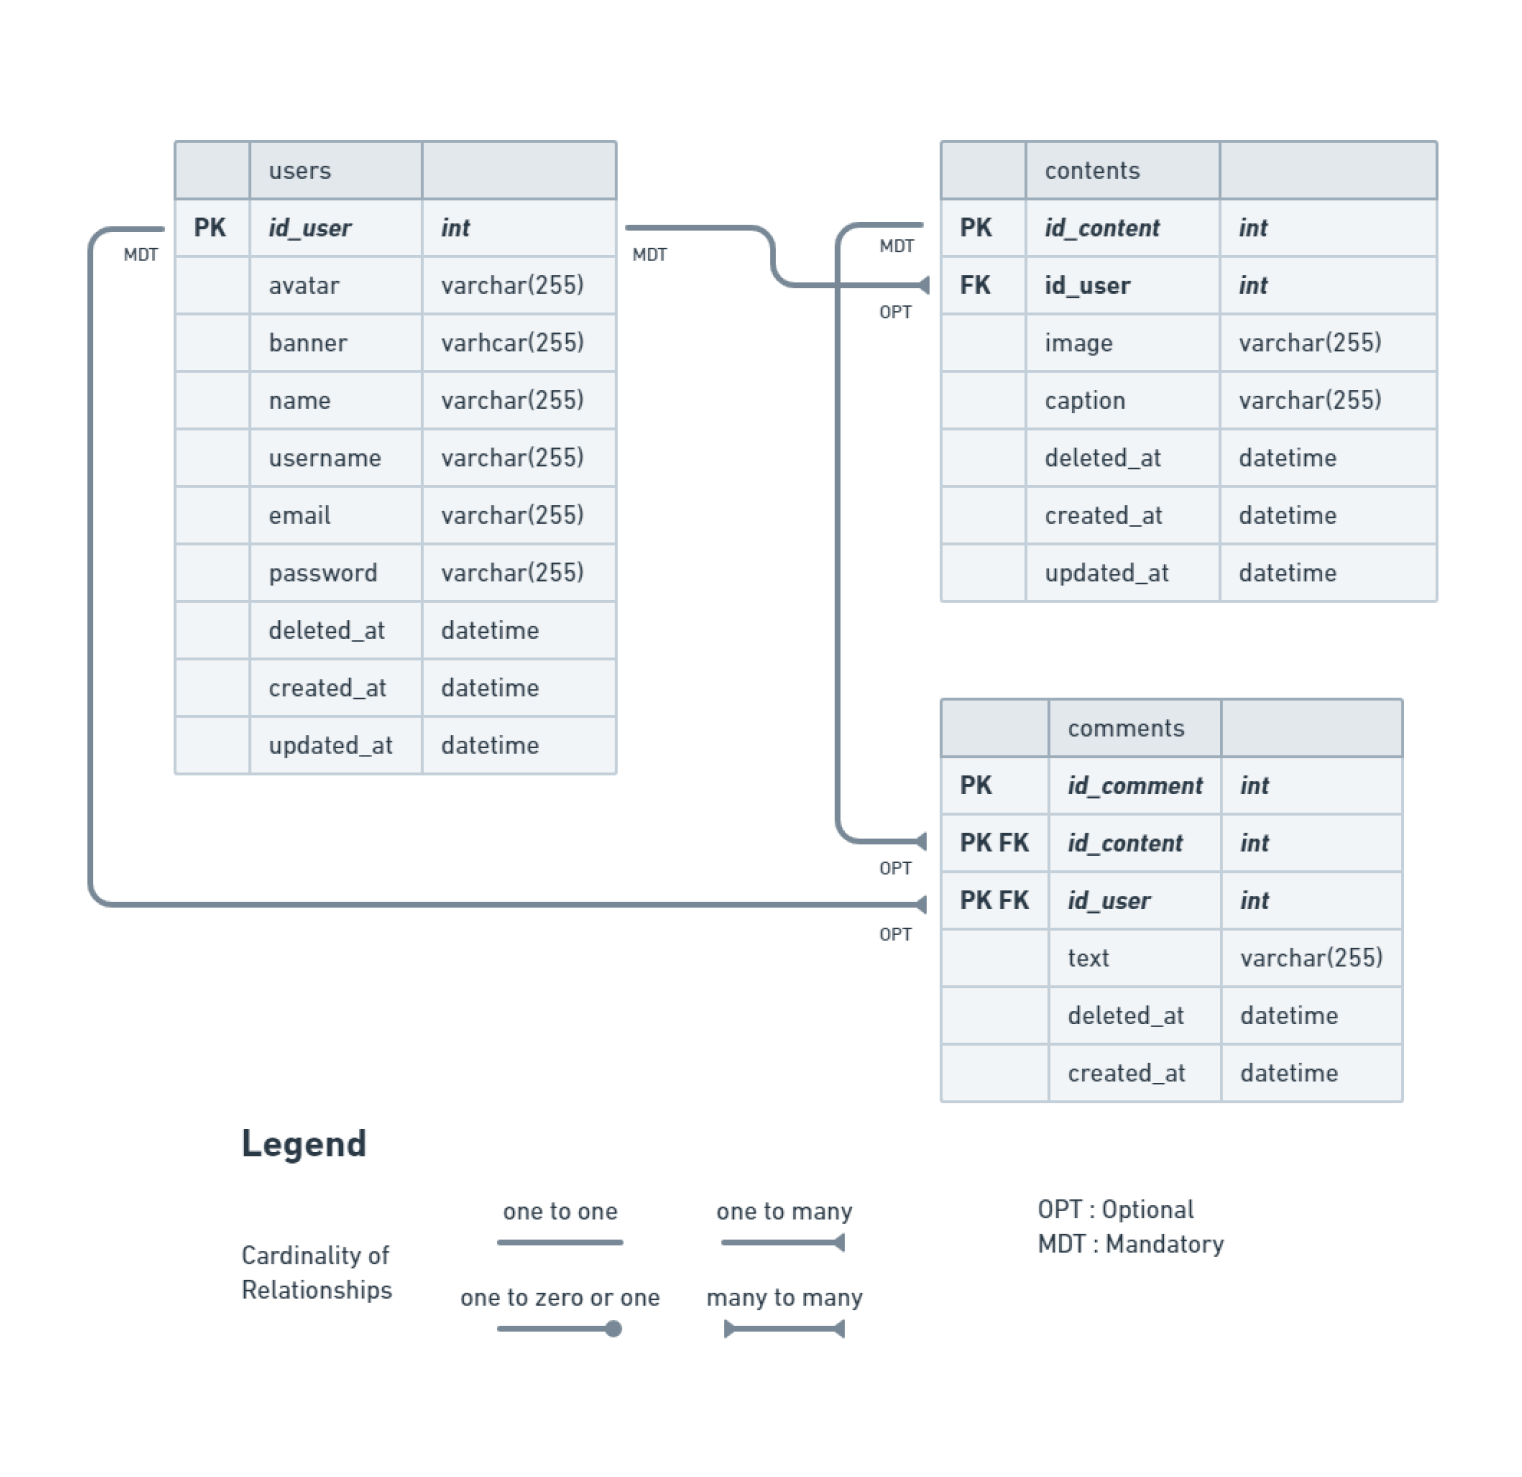 users
PK id_user int
avatar varchar(255)
banner varhcar(255)
name varchar(255)
username varchar(255)
email varchar(255)
password varchar(255)
deleted_at datetime
created_at datetime
updated_at datetime
MDT
MDT
contents
PK id_content int
FK id_user int
image varchar(255)
caption varchar(255)
deleted_at datetime
created_at datetime
updated_at datetime
MDT
OPT
comments
PK id_comment int
PK FK id_content int
PK FK id_user int
text varchar(255)
deleted_at datetime
created_at datetime
OPT
OPT
Legend
Cardinality of
Relationships
one to one
one to many
one to zero or one
many to many
OPT : Optional
MDT : Mandatory